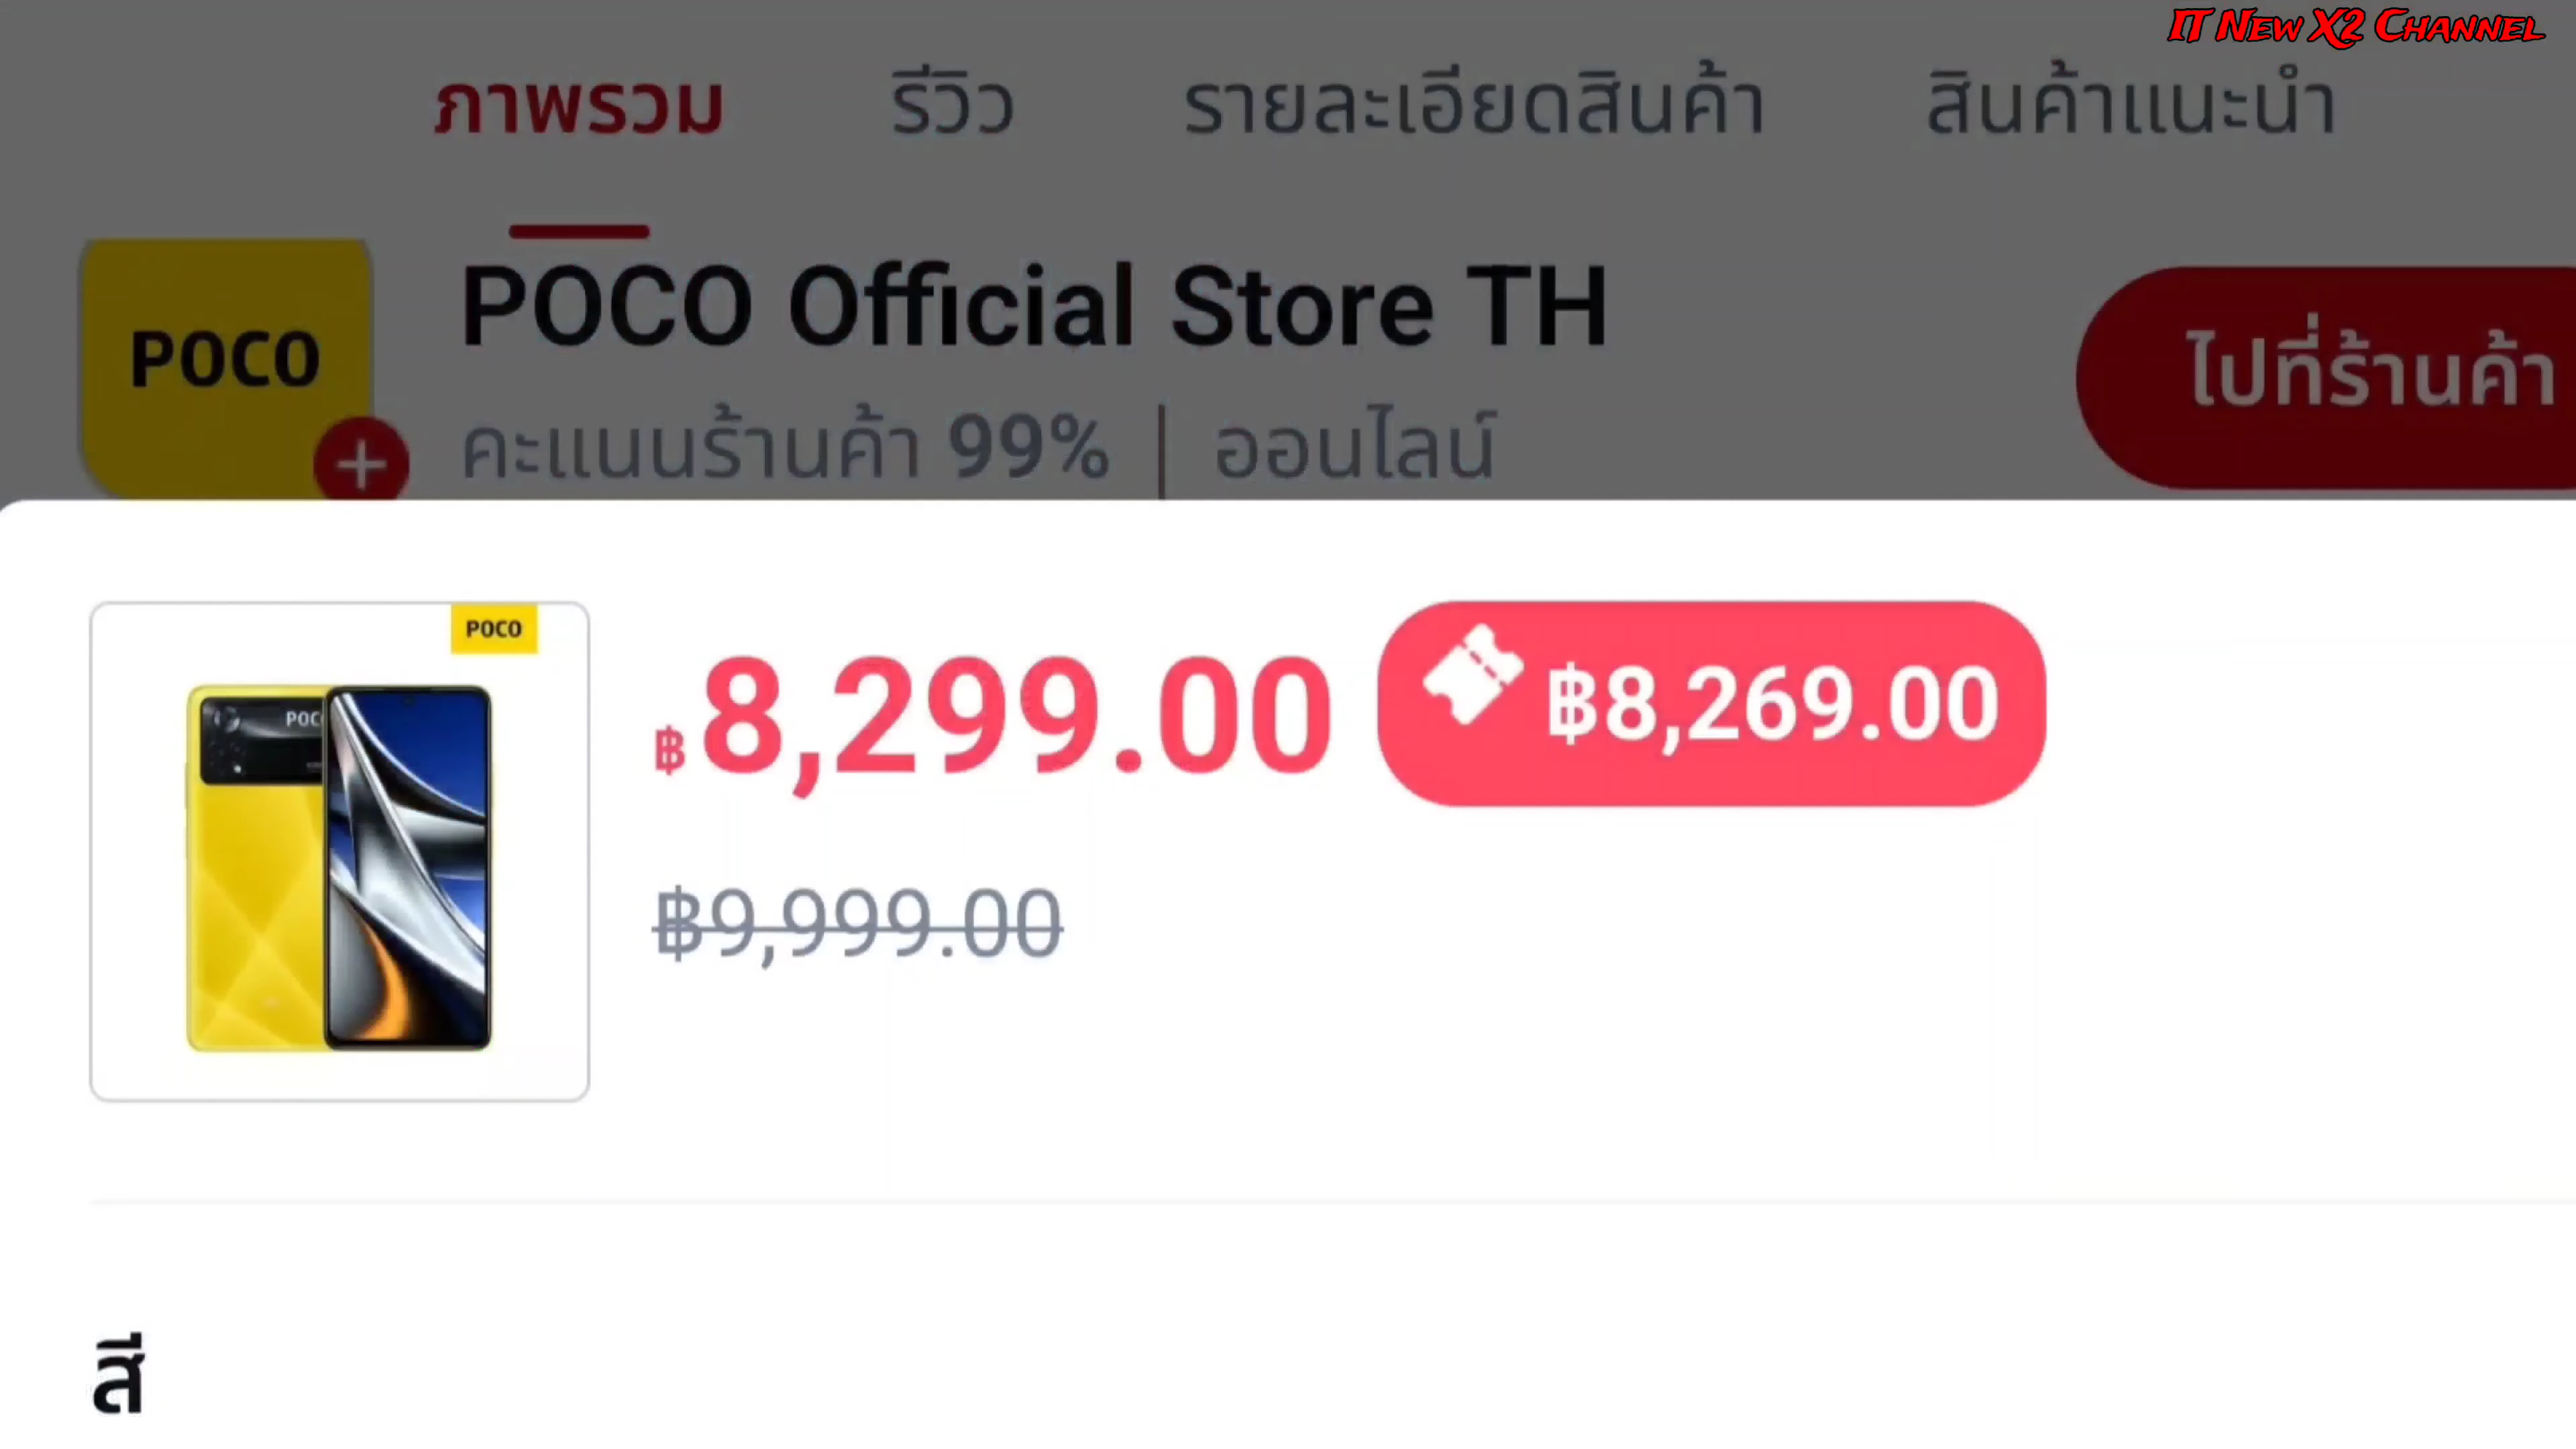 IT New X2 Channel
ภาพรวม รีวิว รายละเอียดสินค้า สินค้าแนะนำ
POCO
POCO Official Store TH
ไปที่ร้านค้า
คะแนนร้านค้า 99% | ออนไลน์
POCO
฿8,299.00
฿8,269.00
฿9,999.00
สี